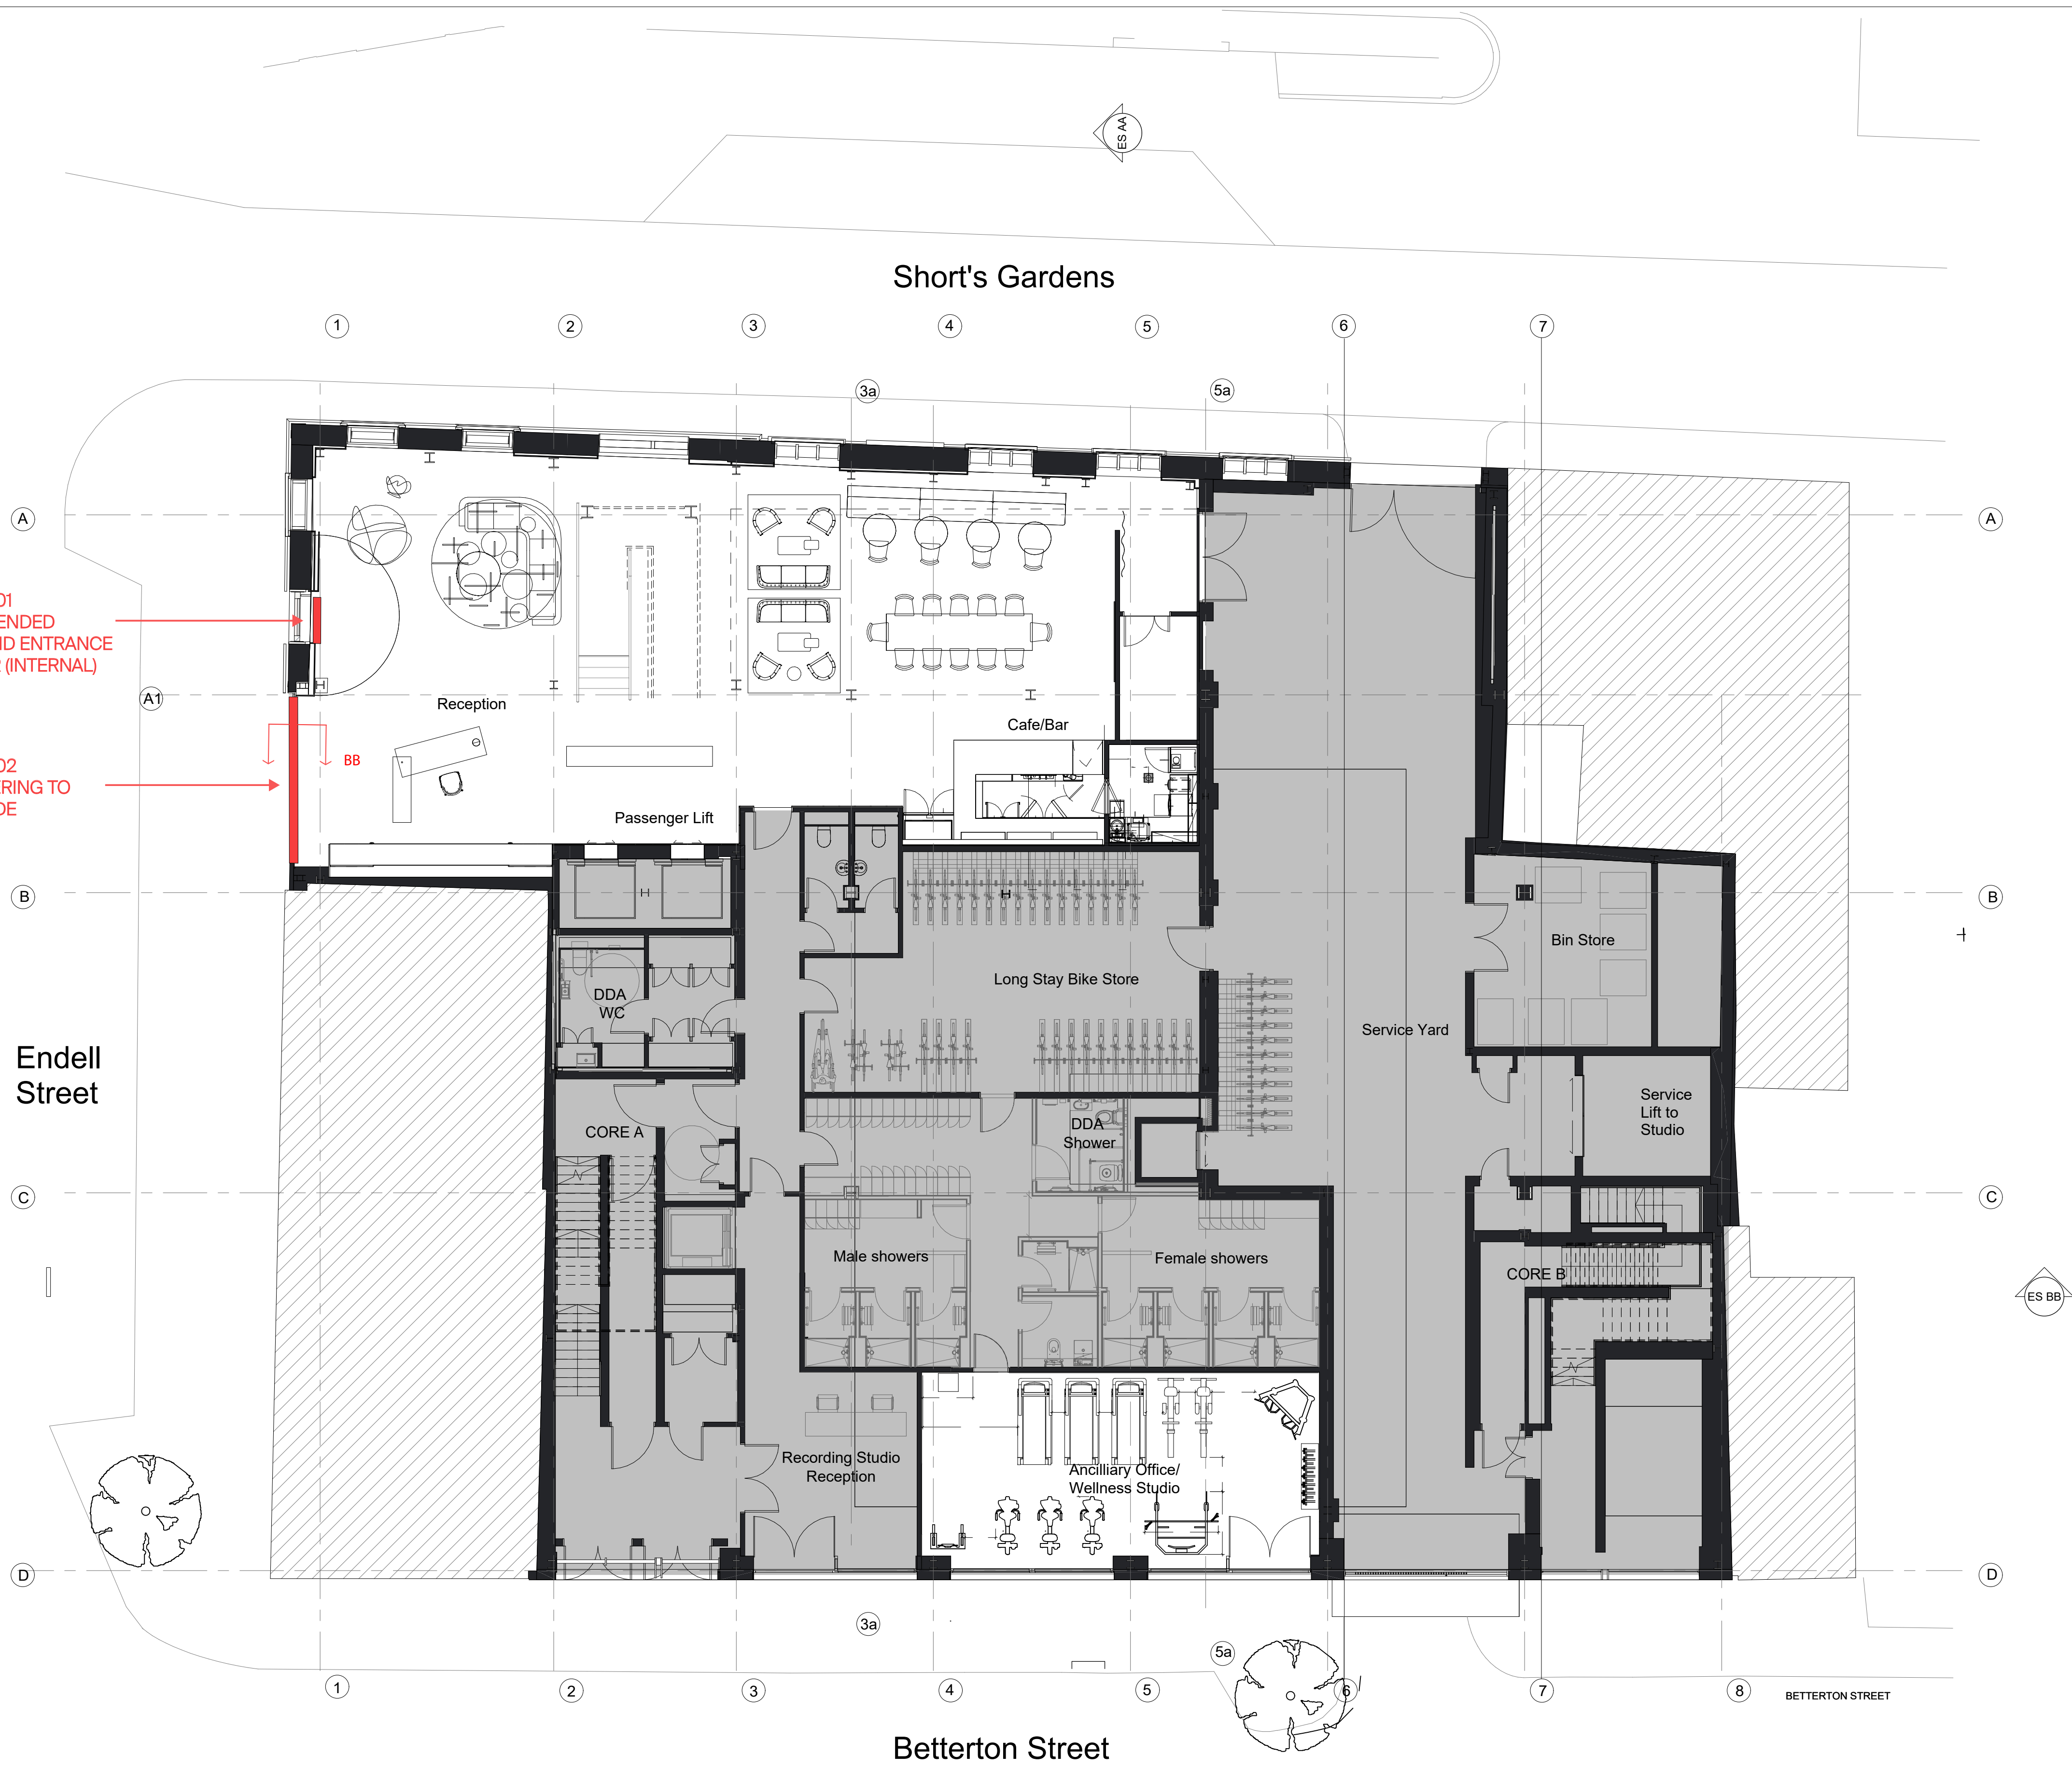 ES AA
Short's Gardens
1
2
3
4
5
6
7
3a
5a
A
A
01
ENDED
ND ENTRANCE
(INTERNAL)
A1
Reception
Cafe/Bar
BB
02
ERING TO
DE
Passenger Lift
B
B
Bin Store
Long Stay Bike Store
DDA
WC
Service Yard
Endell
Street
Service
Lift to
Studio
DDA
Shower
CORE A
C
C
Male showers
Female showers
CORE B
ES BB
Recording Studio
Reception
Ancilliary Office/
Wellness Studio
D
D
3a
5a
1
2
3
4
5
6
7
8
BETTERTON STREET
Betterton Street